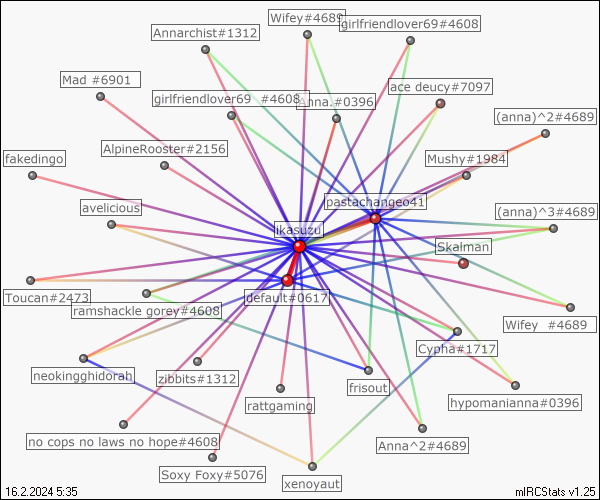 Wifey#4689
girlfriendlover69#4608
Annarchist#1312
Mad #6901
ace deucy#7097
girlfriendlover69 #4608
Anna.#0396
(anna)^2#4689
AlpineRooster#2156
fakedingo
Mushy#1984
pastachangeo41
avelicious
(anna)^3#4689
ikasuzu
Skalman
Toucan#2473
default#0617
ramshackle gorey#4608
Wifey #4689
Cypha#1717
neokingghidorah
zibbits#1312
frisout
rattgaming
hypomanianna#0396
no cops no laws no hope#4608
Anna^2#4689
Soxy Foxy#5076
xenoyaut
16.2.2024 5:35
mIRCStats v1.25